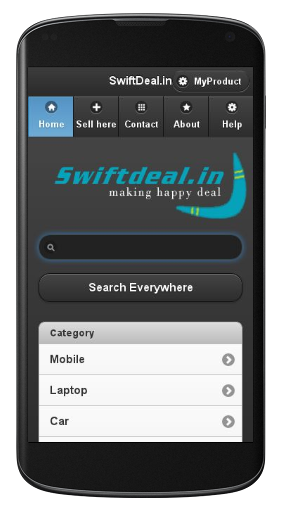 SwiftDeal.in MyProduct
Home Sell here Contact About Help
Swiftdeal.in
making happy deal
Search Everywhere
Category
Mobile
Laptop
Car